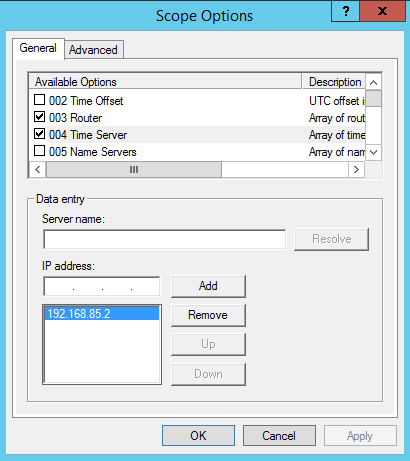 Scope Options
?
X
General
Advanced
Available Options
Description
002 Time Offset
UTC offset i
003 Router
Array of rout
004 Time Server
Array of time
005 Name Servers
Array of nam
Data entry
Server name:
Resolve
IP address:
. . .
Add
192.168.85.2
Remove
Up
Down
OK
Cancel
Apply